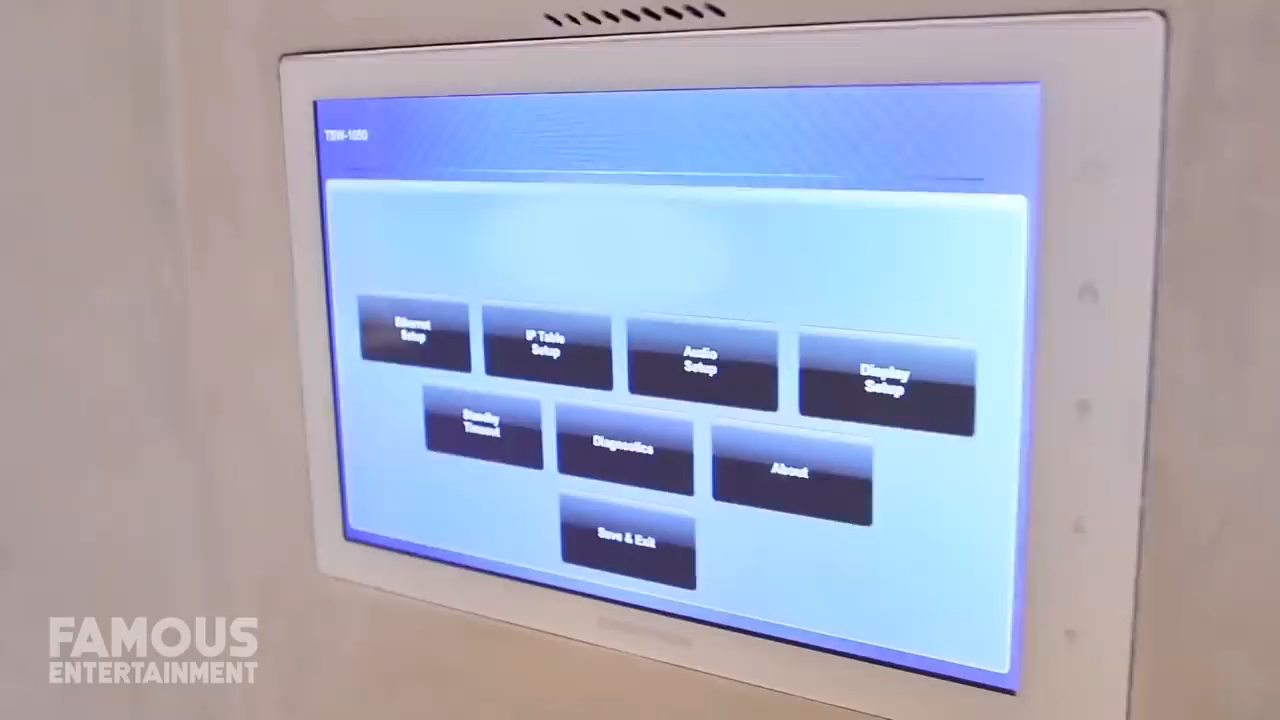 TSW-1050
Ethernet
Setup
IP Table
Setup
Audio
Setup
Display
Setup
Standby
Timeout
Diagnostics
About
Save & Exit
FAMOUS
ENTERTAINMENT